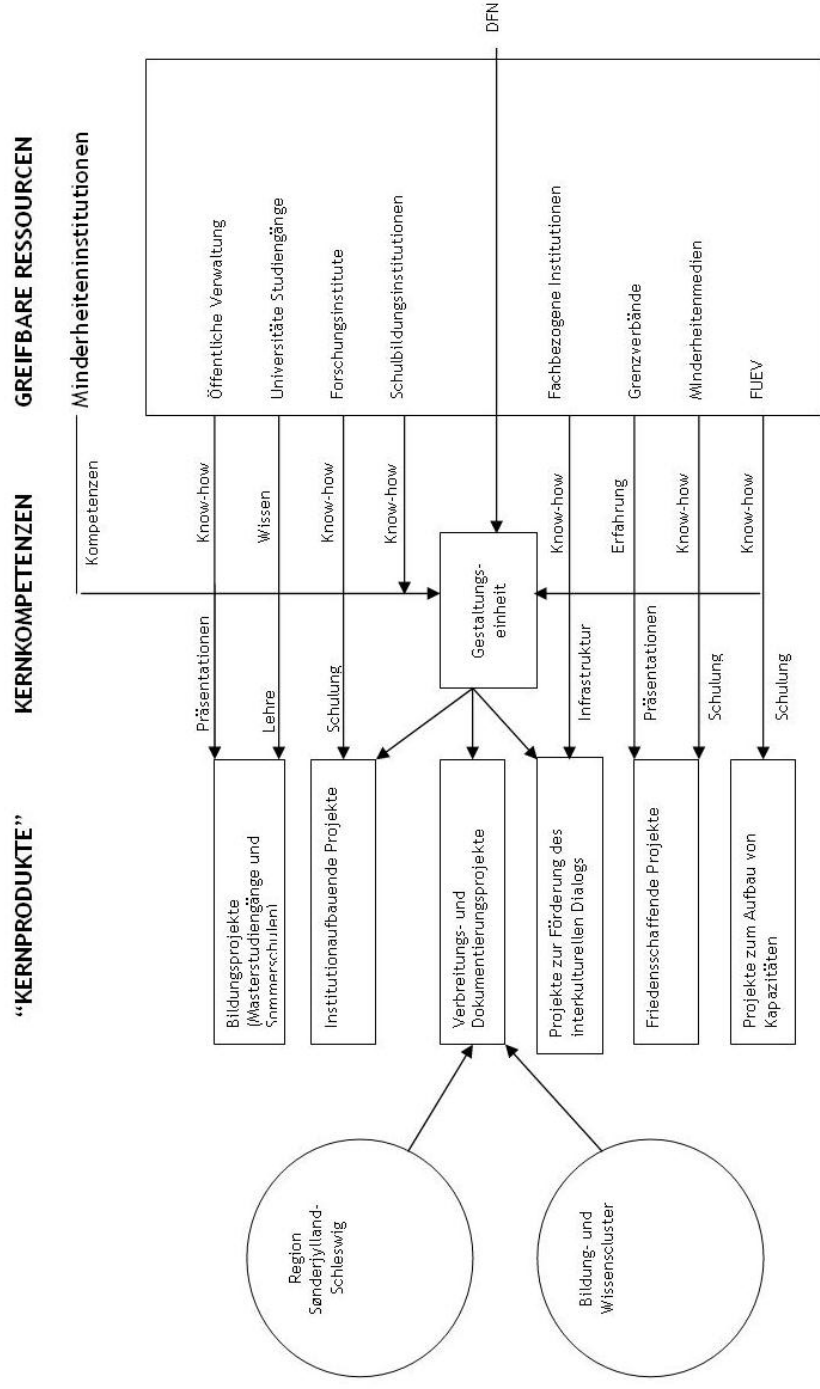 “KERNPRODUKTE”
KERNKOMPETENZEN
GREIFBARE RESSOURCEN
Minderheiteninstitutionen
Kompetenzen
Bildungsprojekte
(Masterstudiengänge und
Sommerschulen)
Präsentationen
Know-how
Öffentliche Verwaltung
Lehre
Wissen
Universitäte Studiengänge
Institutionaufbauende Projekte
Schulung
Know-how
Forschungsinstitute
Know-how
Schulbildungsinstitutionen
Region
Sønderjylland-
Schleswig
Verbreitungs- und
Dokumentierungsprojekte
Gestaltungs-
einheit
DFN
Projekte zur Förderung des
interkulturellen Dialogs
Infrastruktur
Know-how
Fachbezogene Institutionen
Bildung- und
Wissenscluster
Friedensschaffende Projekte
Präsentationen
Erfahrung
Grenzverbände
Schulung
Know-how
MInderheitenmedien
Projekte zum Aufbau von
Kapazitäten
Schulung
Know-how
FUEV